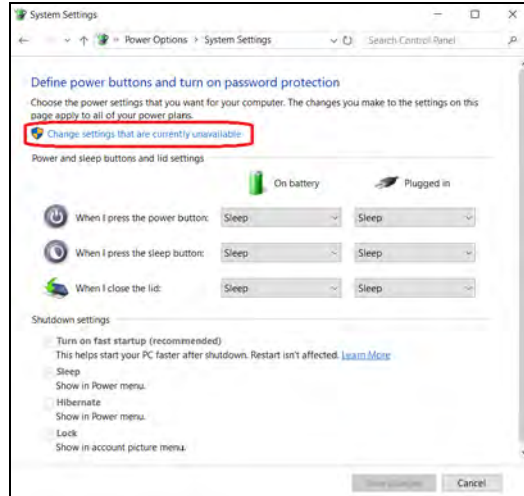 System Settings
Power Options > System Settings
Search Control Panel
Define power buttons and turn on password protection
Choose the power settings that you want for your computer. The changes you make to the settings on this
page apply to all of your power plans.
Change settings that are currently unavailable
Power and sleep buttons and lid settings
On battery Plugged in
When I press the power button: Sleep Sleep
When I press the sleep button: Sleep Sleep
When I close the lid: Sleep Sleep
Shutdown settings
Turn on fast startup (recommended)
This helps start your PC faster after shutdown. Restart isn't affected. Learn More
Sleep
Show in Power menu.
Hibernate
Show in Power menu.
Lock
Show in account picture menu.
Save changes Cancel